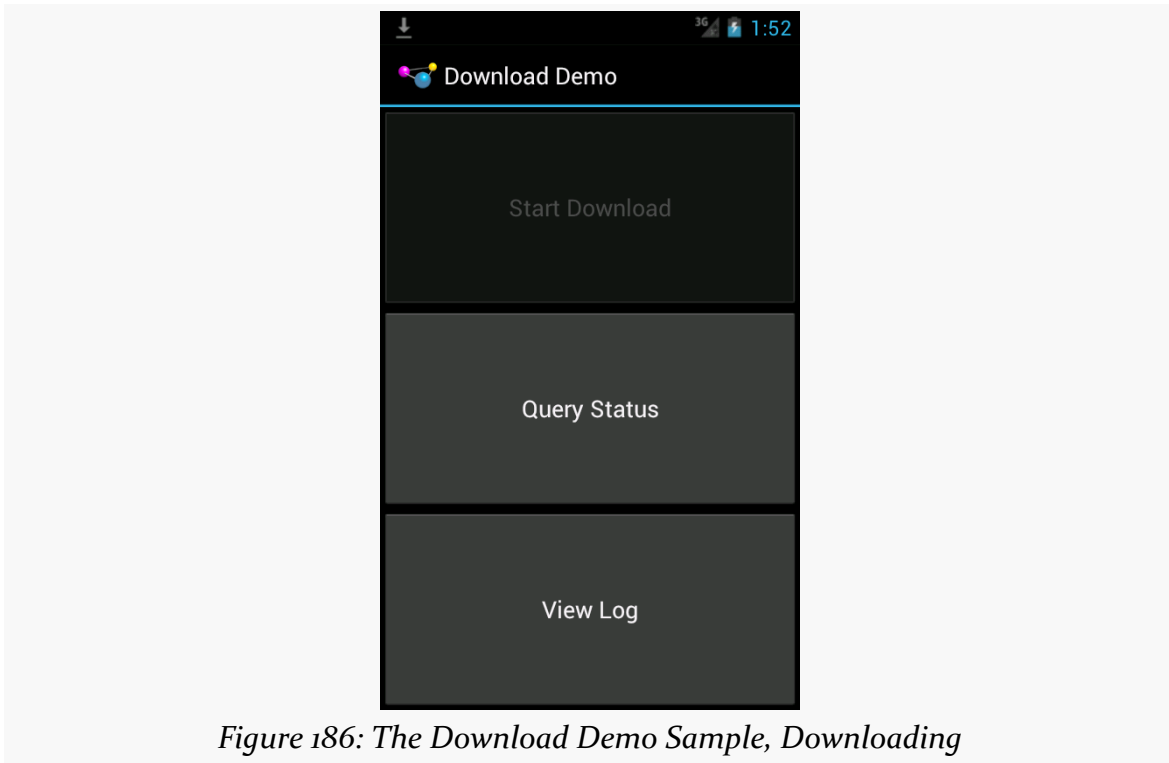 3G 1:52
Download Demo
Start Download
Query Status
View Log
Figure 186: The Download Demo Sample, Downloading